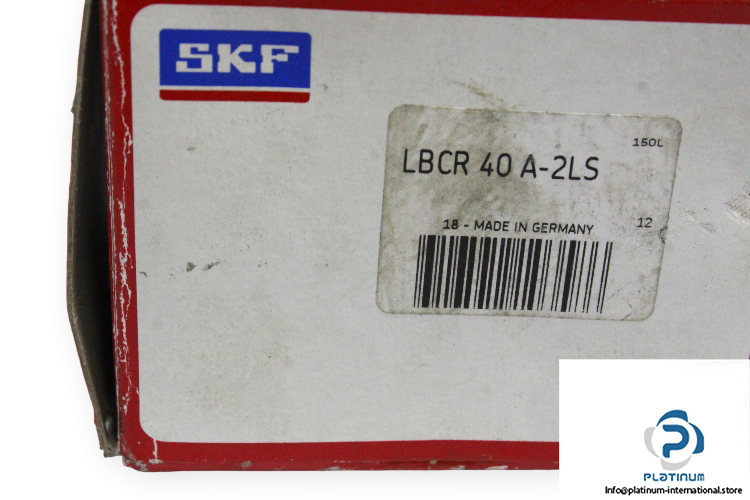 SKF
150L
LBCR 40 A-2LS
18 - MADE IN GERMANY
12
PLATINUM
Info@platinum-international.store